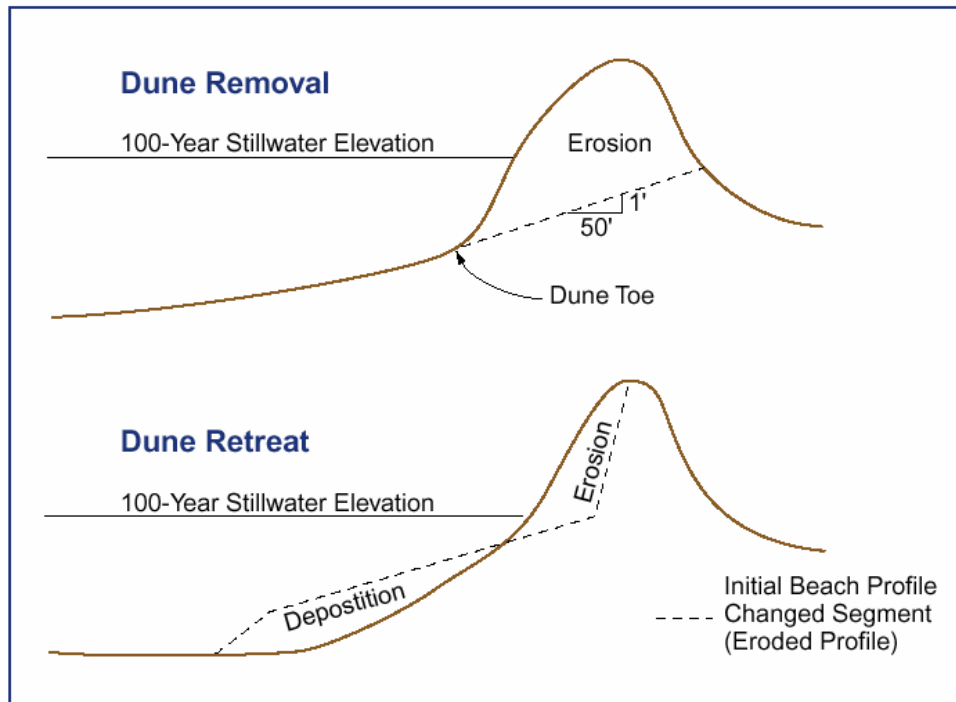 Dune Removal
100-Year Stillwater Elevation
Erosion
1'
50'
Dune Toe
Dune Retreat
Erosion
100-Year Stillwater Elevation
Depostition
Initial Beach Profile
Changed Segment
(Eroded Profile)